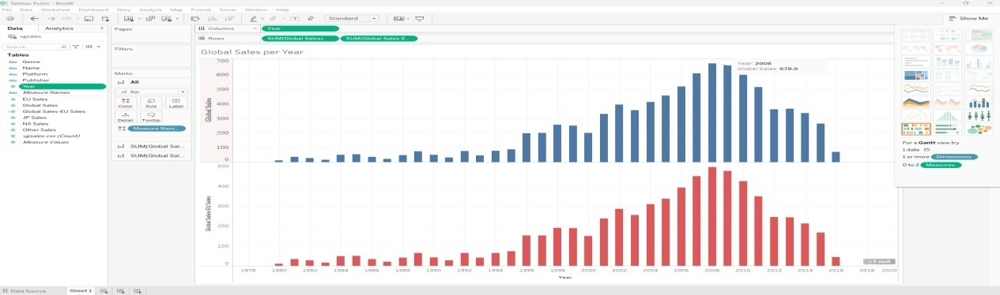 Tableau Public - Book6
File Data Worksheet Dashboard Story Analysis Map Format Server Window Help
Standard
Show Me
Data Analytics
Pages
Columns Year
vgsales
Rows SUM(Global Sales) SUM(Global Sales-E..
Search
Filters
Tables
Abc Genre
Abc Name
Abc Platform
Abc Publisher
Year
Abc Measure Names
EU Sales
Global Sales
Global Sales-EU Sales
JP Sales
NA Sales
Other Sales
vgsales.csv (Count)
Measure Values
Marks
All
Bar
Color Size Label
Detail Tooltip
Measure Nam..
SUM(Global Sal...
SUM(Global Sal...
Global Sales per Year
Global Sales
700
600
500
400
300
200
100
0
Year: 2008
Global Sales: 678.9
Global Sales-EU Sales
500
400
300
200
100
0
> 1 null
1978 1980 1982 1984 1986 1988 1990 1992 1994 1996 1998 2000 2002 2004 2006 2008 2010 2012 2014 2016 2018 2020
Year
For a Gantt view try
1 date
1 or more Dimensions
0 to 2 Measures
Data Source Sheet 1